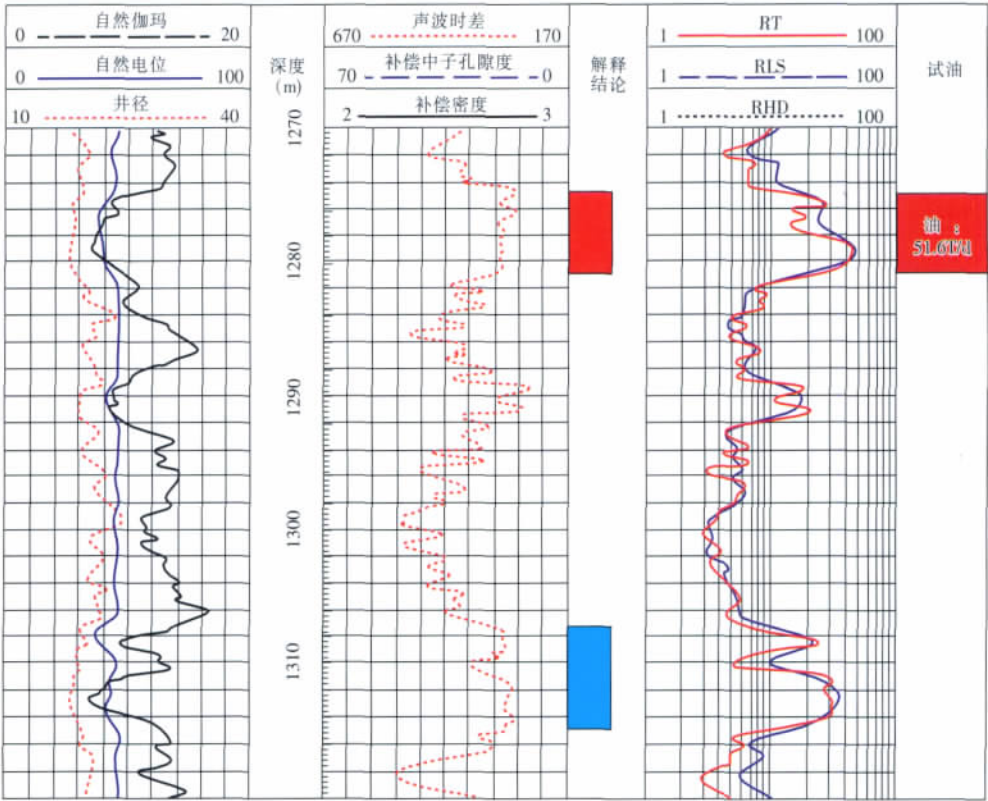 自然伽玛
0 20
自然电位
0 100
井径
10 40
深度
(m)
声波时差
670 170
补偿中子孔隙度
70 0
补偿密度
2 3
解释
结论
RT
1 100
RLS
1 100
RHD
1 100
试油
1270
1280
1290
1300
1310
油：
51.6T/d